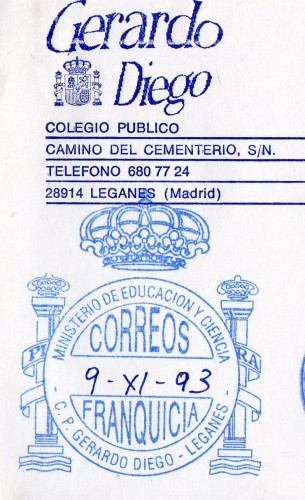 Gerardo
Diego
COLEGIO PUBLICO
CAMINO DEL CEMENTERIO, S/N.
TELEFONO 680 77 24
28914 LEGANES (Madrid)
MINISTERIO DE EDUCACION Y CIENCIA
CORREOS
9-XI-93
FRANQUICIA
- C. P. GERARDO DIEGO - LEGANES -